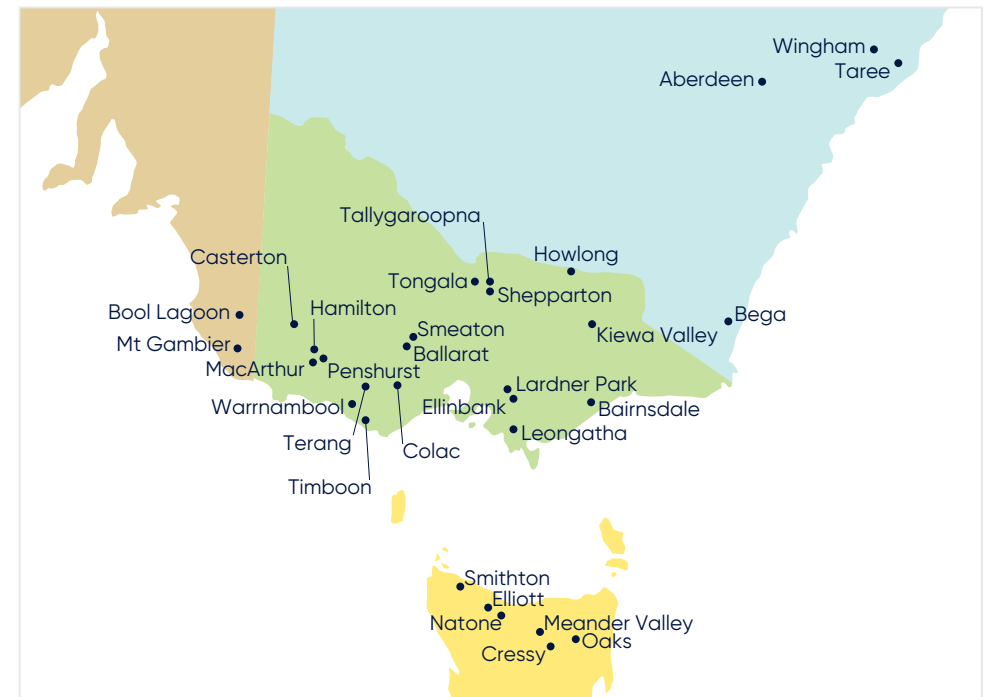 Wingham
Taree
Aberdeen
Tallygaroopna
Howlong
Casterton
Tongala
Shepparton
Hamilton
Bool Lagoon
Bega
Smeaton
Kiewa Valley
Mt Gambier
Ballarat
MacArthur
Penshurst
Lardner Park
Warrnambool
Ellinbank
Bairnsdale
Leongatha
Terang
Colac
Timboon
Smithton
Elliott
Natone
Meander Valley
Oaks
Cressy